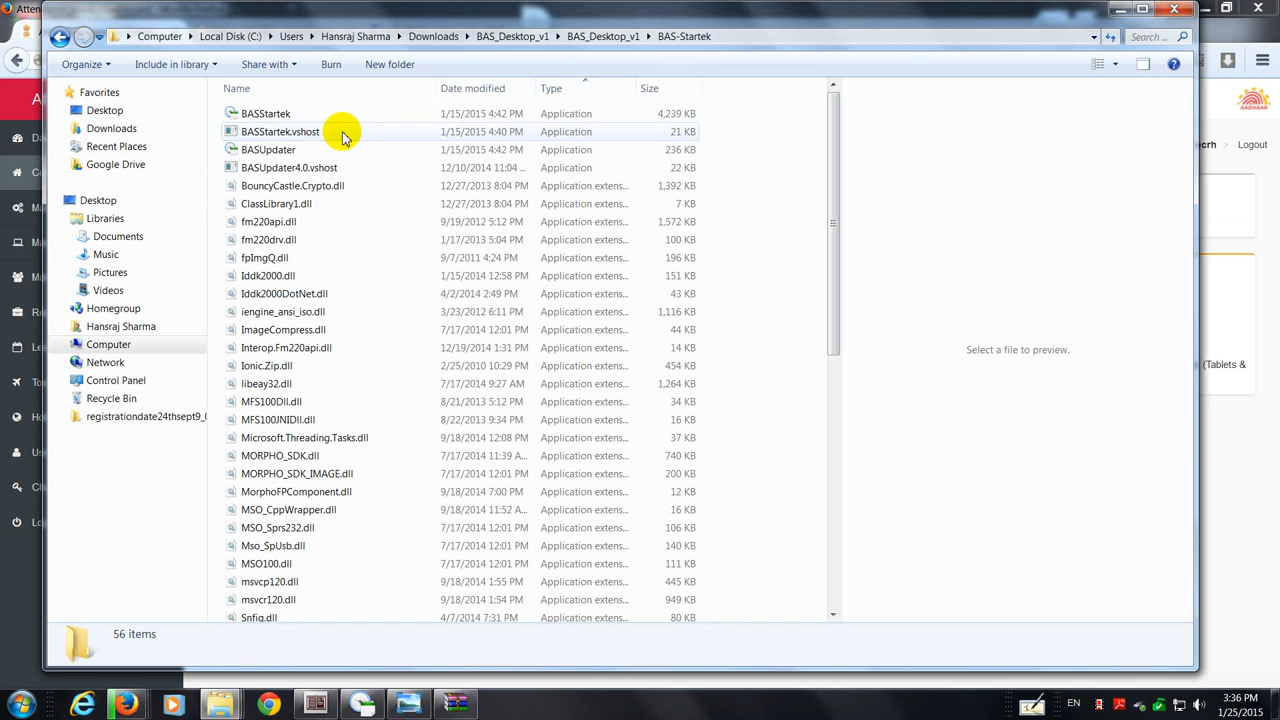 Atten
Computer Local Disk (C:) Users Hansraj Sharma Downloads BAS_Desktop_v1 BAS_Desktop_v1 BAS-Startek Search ...
Organize Include in library Share with Burn New folder
Name Date modified Type Size
Favorites
Desktop
Downloads
Recent Places
Google Drive
Desktop
Libraries
Documents
Music
Pictures
Videos
Homegroup
Hansraj Sharma
Computer
Network
Control Panel
Recycle Bin
registrationdate24thsept9_0
BASStartek 1/15/2015 4:42 PM Application 4,239 KB
BASStartek.vshost 1/15/2015 4:40 PM Application 21 KB
BASUpdater 1/15/2015 4:42 PM Application 236 KB
BASUpdater4.0.vshost 12/10/2014 11:04 ... Application 22 KB
BouncyCastle.Crypto.dll 12/27/2013 8:04 PM Application extens... 1,392 KB
ClassLibrary1.dll 12/27/2013 8:04 PM Application extens... 7 KB
fm220api.dll 9/19/2012 5:12 PM Application extens... 1,572 KB
fm220drv.dll 1/17/2013 5:04 PM Application extens... 100 KB
fpImgQ.dll 9/7/2011 4:24 PM Application extens... 196 KB
Iddk2000.dll 1/15/2014 12:58 PM Application extens... 151 KB
Iddk2000DotNet.dll 4/2/2014 2:49 PM Application extens... 43 KB
iengine_ansi_iso.dll 3/23/2012 6:11 PM Application extens... 1,116 KB
ImageCompress.dll 7/17/2014 12:01 PM Application extens... 44 KB
Interop.Fm220api.dll 12/19/2014 1:31 PM Application extens... 14 KB
Ionic.Zip.dll 2/25/2010 10:29 PM Application extens... 454 KB
libeay32.dll 7/17/2014 9:27 AM Application extens... 1,264 KB
MFS100Dll.dll 8/21/2013 5:12 PM Application extens... 34 KB
MFS100JNIDll.dll 8/22/2013 9:34 PM Application extens... 16 KB
Microsoft.Threading.Tasks.dll 9/18/2014 12:08 PM Application extens... 37 KB
MORPHO_SDK.dll 7/17/2014 11:39 A... Application extens... 740 KB
MORPHO_SDK_IMAGE.dll 7/17/2014 12:01 PM Application extens... 200 KB
MorphoFPComponent.dll 9/18/2014 7:00 PM Application extens... 12 KB
MSO_CppWrapper.dll 9/18/2014 11:52 A... Application extens... 16 KB
MSO_Sprs232.dll 7/17/2014 12:01 PM Application extens... 106 KB
Mso_SpUsb.dll 7/17/2014 12:01 PM Application extens... 140 KB
MSO100.dll 7/17/2014 12:01 PM Application extens... 111 KB
msvcp120.dll 9/18/2014 1:55 PM Application extens... 445 KB
msvcr120.dll 9/18/2014 1:54 PM Application extens... 949 KB
Snfiq.dll 4/7/2014 7:31 PM Application extens... 80 KB
Select a file to preview.
56 items
A
Da
Co
Ma
Ma
Ma
Re
Le
To
Ho
Us
Cl
Lo
AADHAAR
ecrh Logout
(Tablets &
EN
3:36 PM
1/25/2015